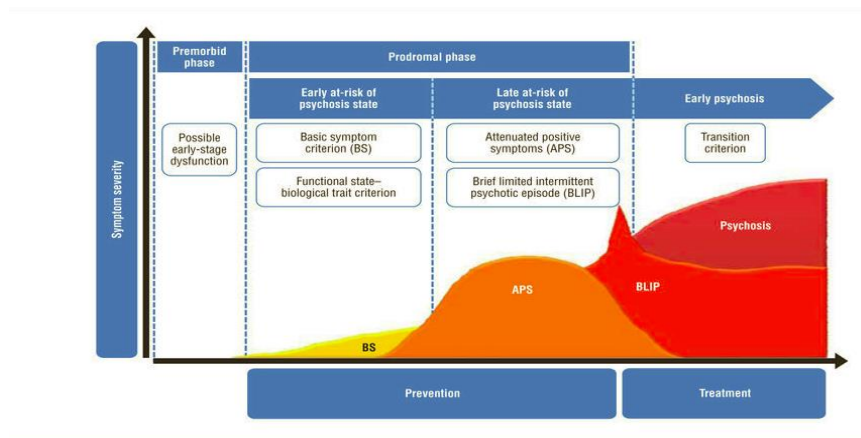 Premorbid
phase
Prodromal phase
Early at-risk of
psychosis state
Late at-risk of
psychosis state
Early psychosis
Possible
early-stage
dysfunction
Basic symptom
criterion (BS)
Attenuated positive
symptoms (APS)
Transition
criterion
Functional state–
biological trait criterion
Brief limited intermittent
psychotic episode (BLIP)
Symptom severity
Psychosis
APS
BLIP
BS
Prevention
Treatment